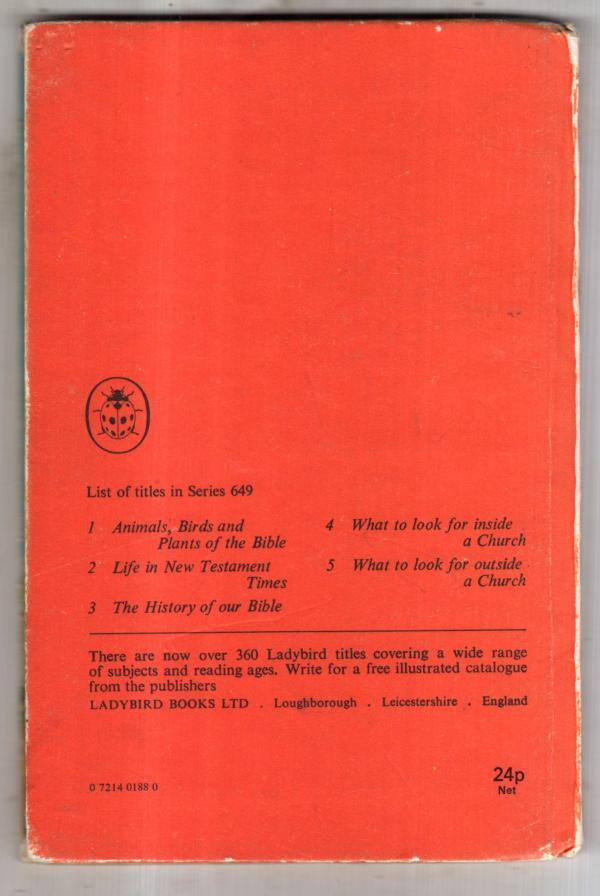 List of titles in Series 649
1 Animals, Birds and
Plants of the Bible
2 Life in New Testament
Times
3 The History of our Bible
4 What to look for inside
a Church
5 What to look for outside
a Church
There are now over 360 Ladybird titles covering a wide range
of subjects and reading ages. Write for a free illustrated catalogue
from the publishers
LADYBIRD BOOKS LTD . Loughborough . Leicestershire . England
0 7214 0188 0
24p
Net